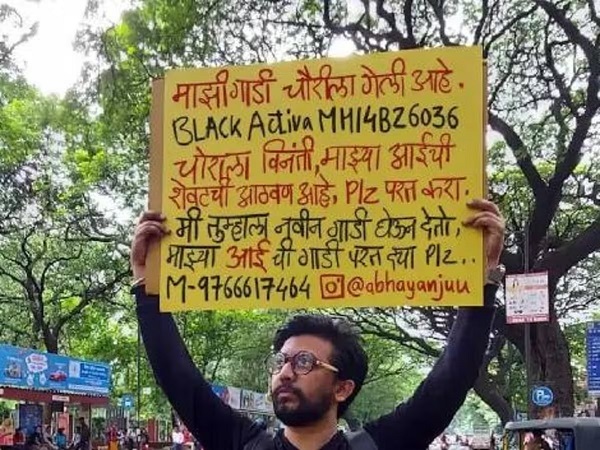 माझी गाडी चोरीला गेली आहे.
BLACK Activa MH14BZ6036
चोराला विनंती, माझ्या आईची
शेवटची आठवण आहे, Plz परत करा.
मी तुम्हाला नवीन गाडी घेऊन देतो,
माझ्या आई ची गाडी परत द्या Plz..
M-9766617464 @abhayanjuu
P